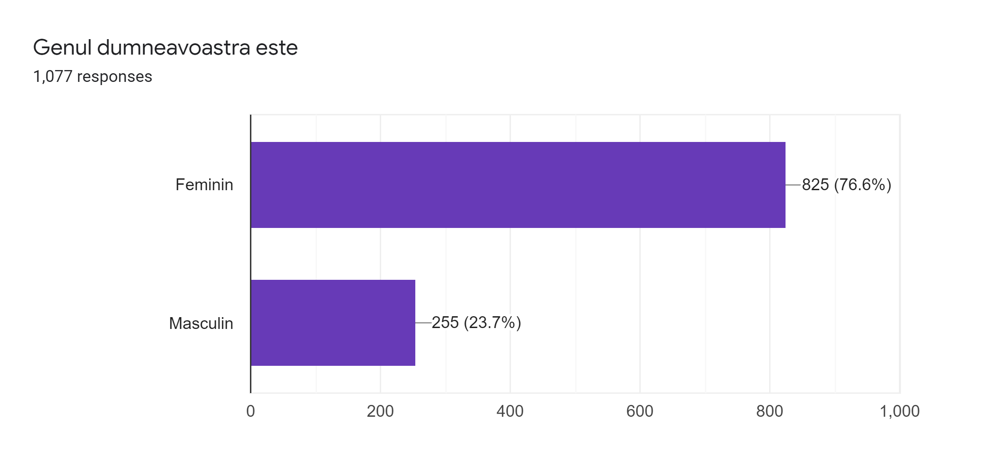 Genul dumneavoastra este
1,077 responses
Feminin
825 (76.6%)
Masculin
255 (23.7%)
0 200 400 600 800 1,000